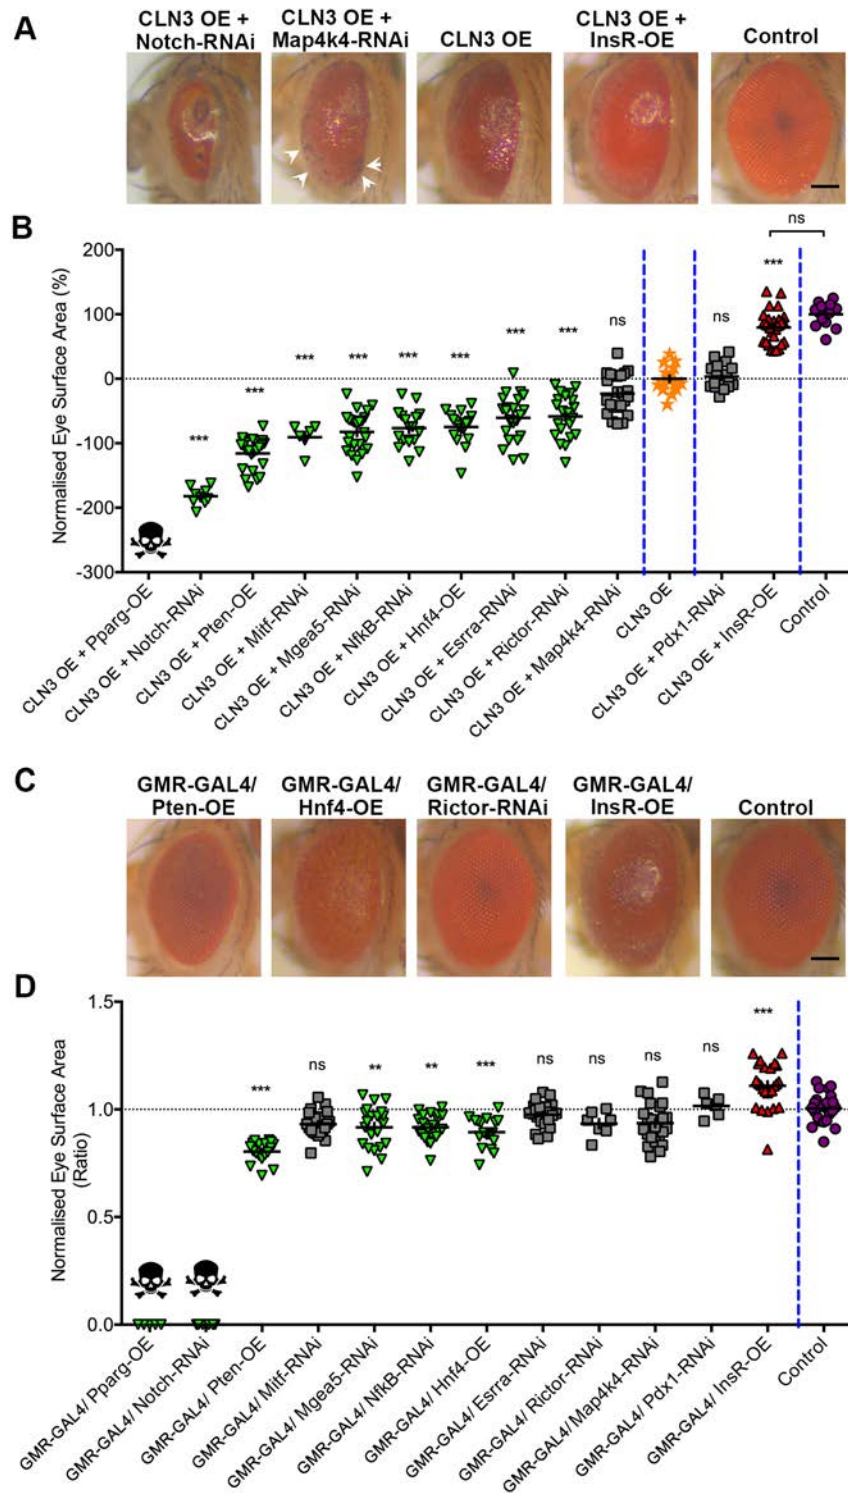 A
CLN3 OE +
Notch-RNAi
CLN3 OE +
Map4k4-RNAi
CLN3 OE
CLN3 OE +
InsR-OE
Control
B
Normalised Eye Surface Area (%)
200
100
0
-100
-200
-300
***
***
***
***
***
***
***
***
ns
ns
***
ns
CLN3 OE + Pparg-OE
CLN3 OE + Notch-RNAi
CLN3 OE + Pten-OE
CLN3 OE + Mitf-RNAi
CLN3 OE + Mgea5-RNAi
CLN3 OE + NfkB-RNAi
CLN3 OE + Hnf4-OE
CLN3 OE + Esrra-RNAi
CLN3 OE + Rictor-RNAi
CLN3 OE + Map4k4-RNAi
CLN3 OE
CLN3 OE + Pdx1-RNAi
CLN3 OE + InsR-OE
Control
C
GMR-GAL4/
Pten-OE
GMR-GAL4/
Hnf4-OE
GMR-GAL4/
Rictor-RNAi
GMR-GAL4/
InsR-OE
Control
D
Normalised Eye Surface Area
(Ratio)
1.5
1.0
0.5
0.0
***
ns
**
**
***
ns
ns
ns
ns
***
GMR-GAL4/ Pparg-OE
GMR-GAL4/ Notch-RNAi
GMR-GAL4/ Pten-OE
GMR-GAL4/ Mitf-RNAi
GMR-GAL4/ Mgea5-RNAi
GMR-GAL4/ NfkB-RNAi
GMR-GAL4/ Hnf4-OE
GMR-GAL4/ Esrra-RNAi
GMR-GAL4/ Rictor-RNAi
GMR-GAL4/ Map4k4-RNAi
GMR-GAL4/ Pdx1-RNAi
GMR-GAL4/ InsR-OE
Control